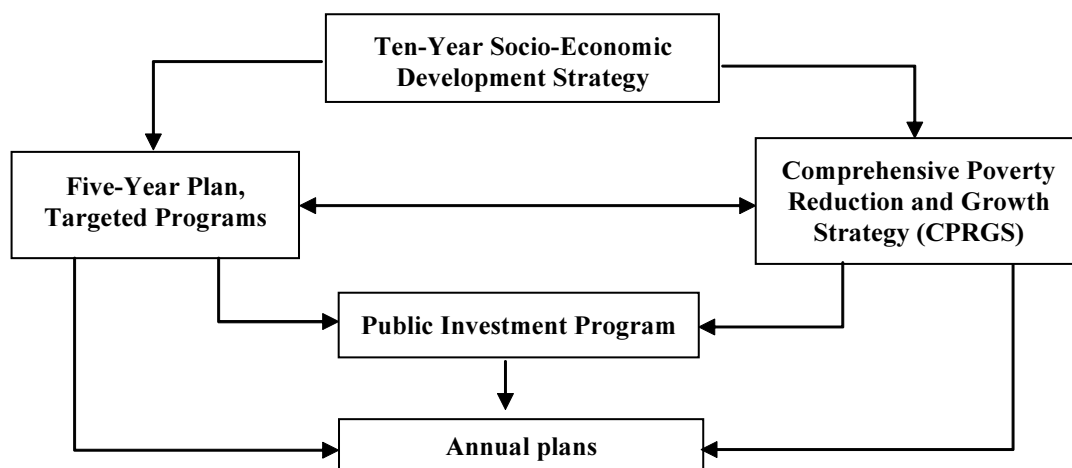 Ten-Year Socio-Economic
Development Strategy
Five-Year Plan,
Targeted Programs
Comprehensive Poverty
Reduction and Growth
Strategy (CPRGS)
Public Investment Program
Annual plans